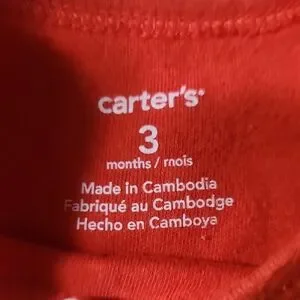 carter's
3
months / mois
Made in Cambodia
Fabriqué au Cambodge
Hecho en Camboya